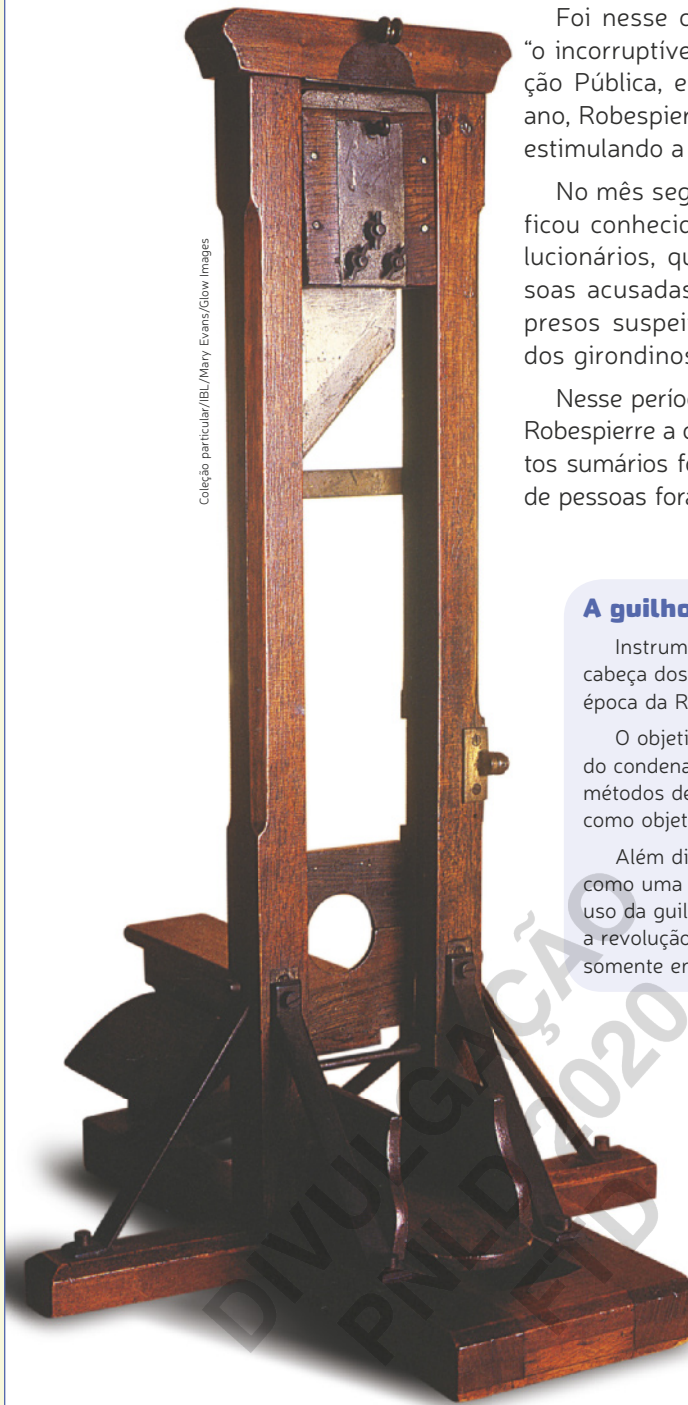 Foi nesse c
“o incorruptíve
ção Pública, e
ano, Robespier
estimulando a
No mês seg
ficou conhecid
lucionários, qu
soas acusadas
presos suspei
dos girondinos
Nesse períod
Robespierre a c
tos sumários fo
de pessoas fora
Coleção particular/IBL/Mary Evans/Glow Images
A guilho
Instrum
cabeça dos
época da R
O objeti
do condena
métodos de
como objet
Além di
como uma
uso da guil
a revolução
somente en
DIVULGAÇÃO
PNLD 2020
FTD